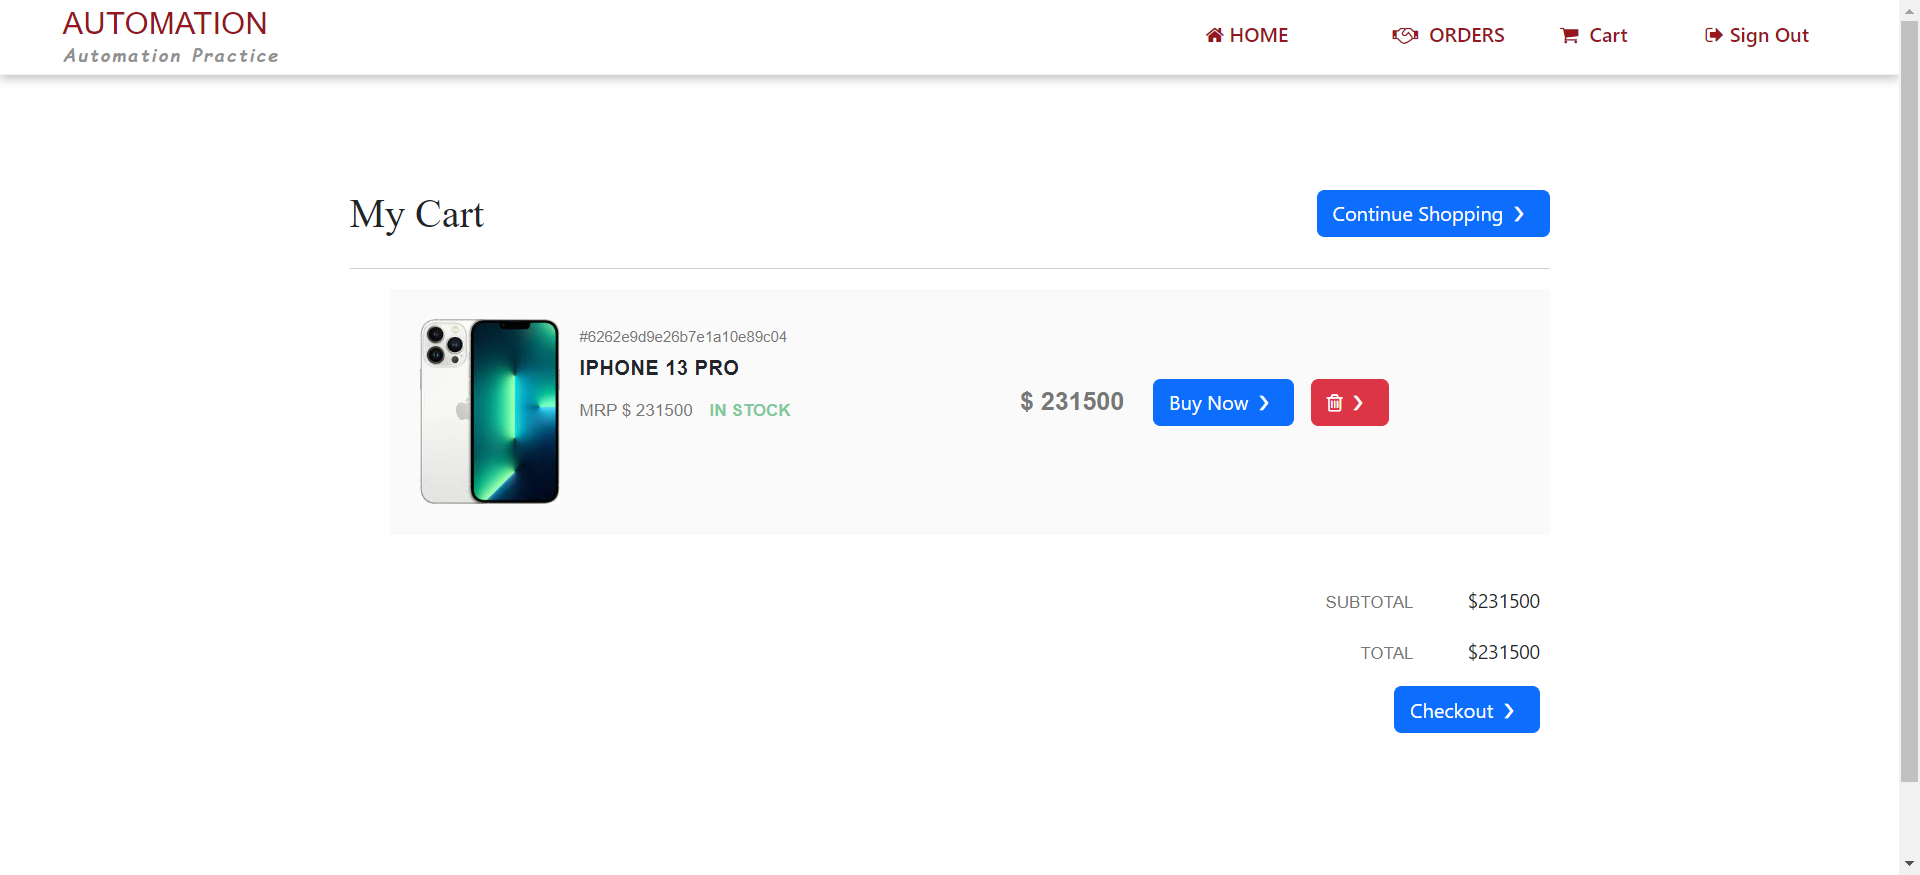 AUTOMATION
Automation Practice
HOME
ORDERS
Cart
Sign Out
My Cart
Continue Shopping ❯
#6262e9d9e26b7e1a10e89c04
IPHONE 13 PRO
MRP $ 231500
IN STOCK
$ 231500
Buy Now ❯
❯
SUBTOTAL $231500
TOTAL $231500
Checkout ❯